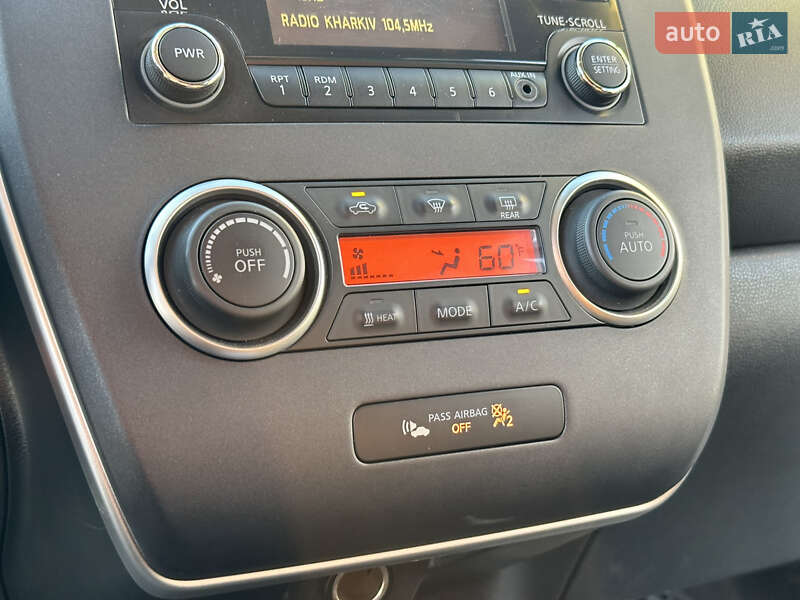 VOL
TUNE·SCROLL
RADIO KHARKIV 104,5MHz
PWR
ENTER
SETTING
RPT
1
RDM
2
3
4
5
6
AUX IN
auto RIA
.com
REAR
PUSH
OFF
60°F
PUSH
AUTO
HEAT
MODE
A/C
PASS AIRBAG
OFF
2